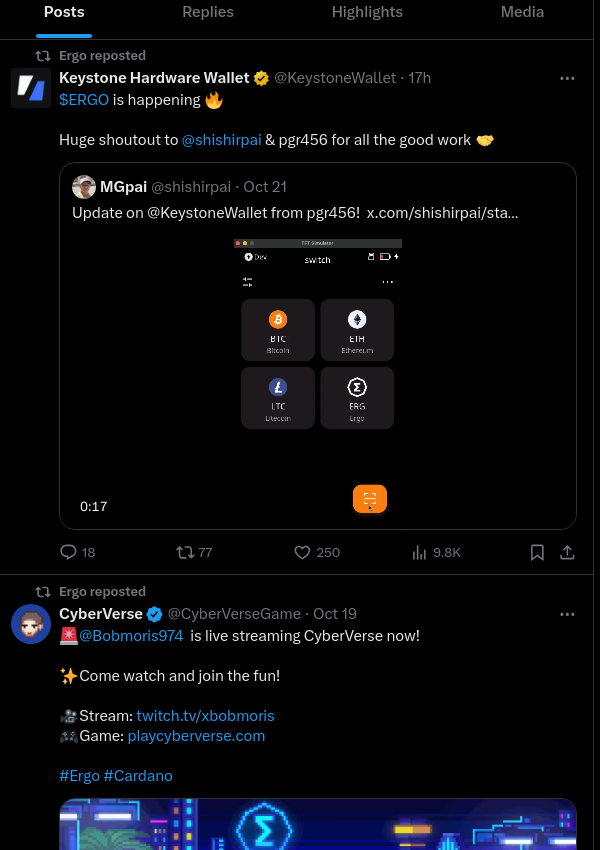 Posts Replies Highlights Media
Ergo reposted
Keystone Hardware Wallet @KeystoneWallet · 17h
$ERGO is happening 🔥
Huge shoutout to @shishirpai & pgr456 for all the good work 🤝
MGpai @shishirpai · Oct 21
Update on @KeystoneWallet from pgr456! x.com/shishirpai/sta...
TFT Simulator
Dev
switch
BTC
Bitcoin
ETH
Ethereum
LTC
Litecoin
ERG
Ergo
0:17
18 77 250 9.8K
Ergo reposted
CyberVerse @CyberVerseGame · Oct 19
🚨@Bobmoris974 is live streaming CyberVerse now!
✨Come watch and join the fun!
🎥Stream: twitch.tv/xbobmoris
🎮Game: playcyberverse.com
#Ergo #Cardano